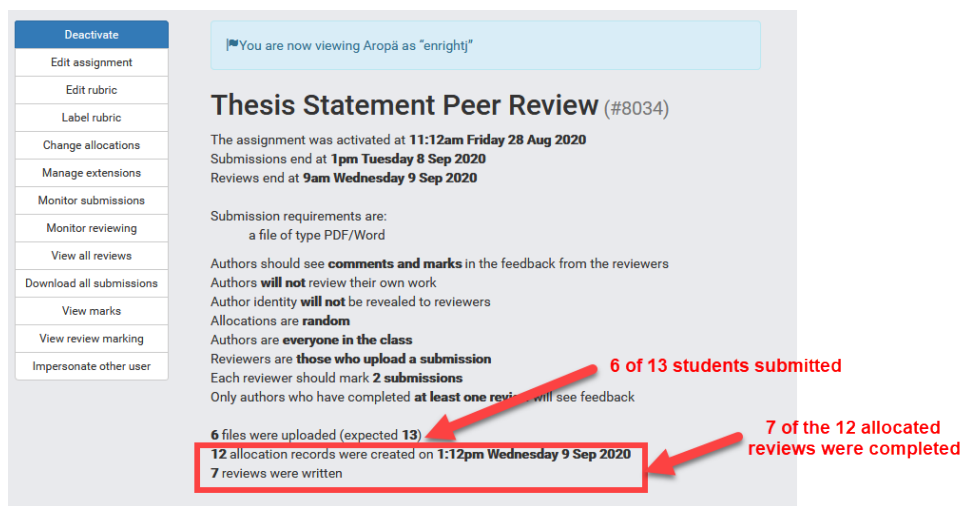 Deactivate
Edit assignment
Edit rubric
Label rubric
Change allocations
Manage extensions
Monitor submissions
Monitor reviewing
View all reviews
Download all submissions
View marks
View review marking
Impersonate other user
You are now viewing Aropä as “enrightj”
Thesis Statement Peer Review (#8034)
The assignment was activated at 11:12am Friday 28 Aug 2020
Submissions end at 1pm Tuesday 8 Sep 2020
Reviews end at 9am Wednesday 9 Sep 2020
Submission requirements are:
a file of type PDF/Word
Authors should see comments and marks in the feedback from the reviewers
Authors will not review their own work
Author identity will not be revealed to reviewers
Allocations are random
Authors are everyone in the class
Reviewers are those who upload a submission
Each reviewer should mark 2 submissions
Only authors who have completed at least one review will see feedback
6 files were uploaded (expected 13)
12 allocation records were created on 1:12pm Wednesday 9 Sep 2020
7 reviews were written
6 of 13 students submitted
7 of the 12 allocated
reviews were completed